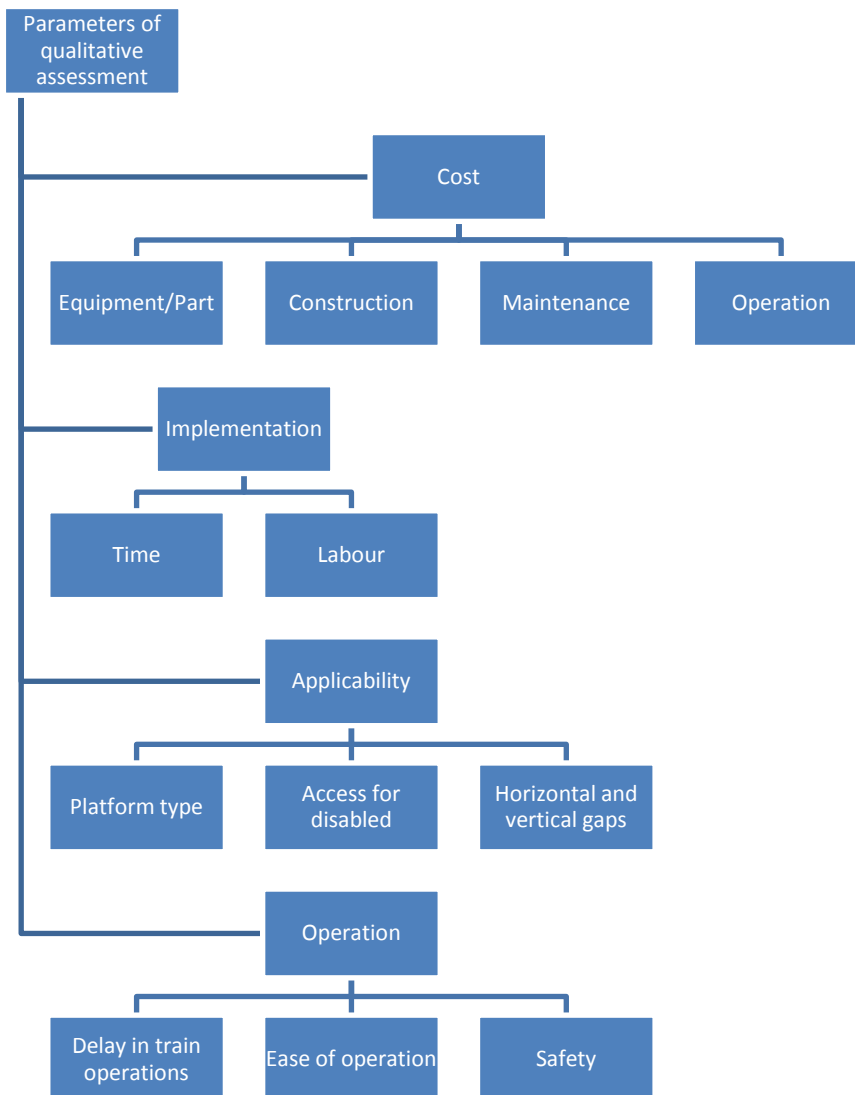 Parameters of
qualitative
assessment
Cost
Equipment/Part
Construction
Maintenance
Operation
Implementation
Time
Labour
Applicability
Platform type
Access for
disabled
Horizontal and
vertical gaps
Operation
Delay in train
operations
Ease of operation
Safety